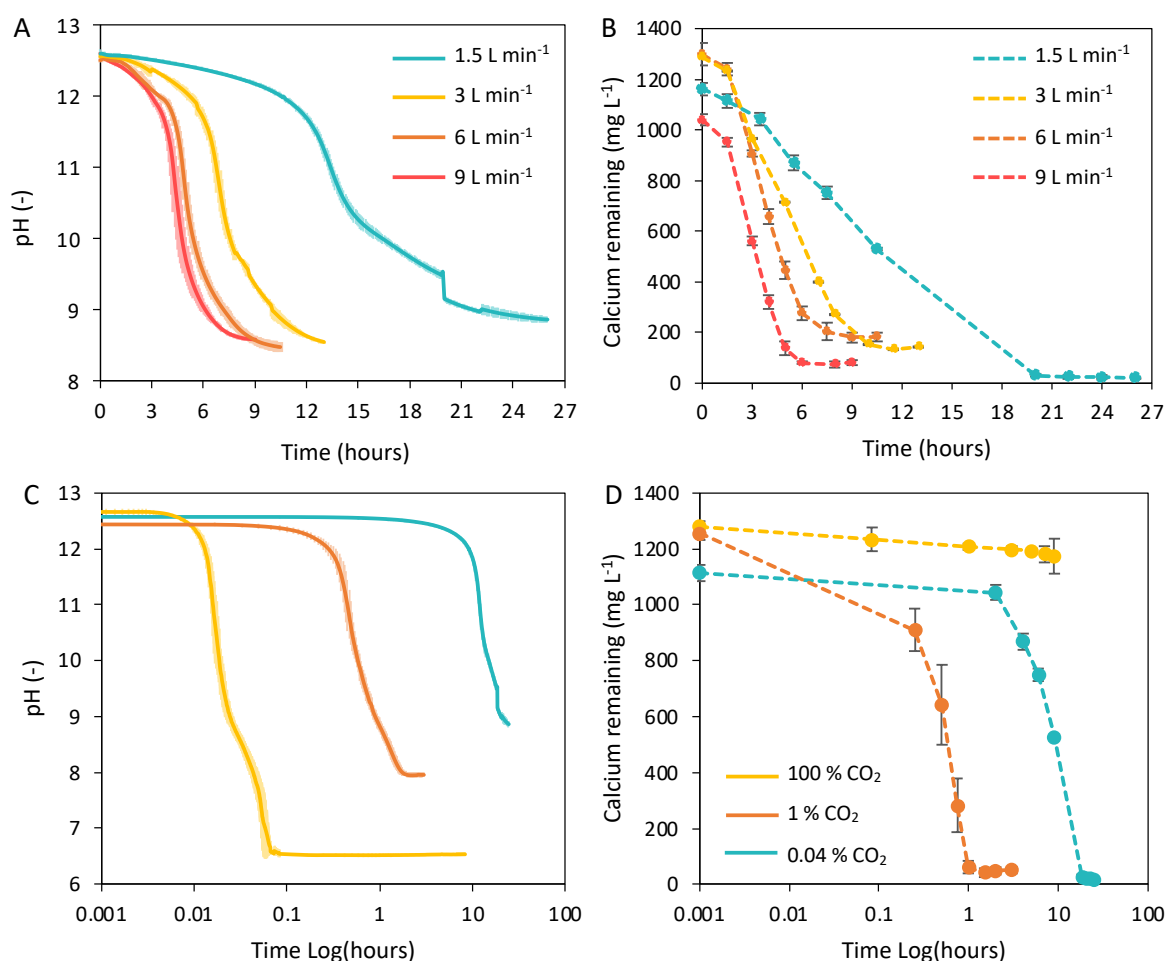 A
13
12
11
10
9
8
pH (-)
1.5 L min⁻¹
3 L min⁻¹
6 L min⁻¹
9 L min⁻¹
0 3 6 9 12 15 18 21 24 27
Time (hours)
B
1400
1200
1000
800
600
400
200
0
Calcium remaining (mg L⁻¹)
1.5 L min⁻¹
3 L min⁻¹
6 L min⁻¹
9 L min⁻¹
0 3 6 9 12 15 18 21 24 27
Time (hours)
C
13
12
11
10
9
8
7
6
pH (-)
0.001 0.01 0.1 1 10 100
Time Log(hours)
D
1400
1200
1000
800
600
400
200
0
Calcium remaining (mg L⁻¹)
100 % CO₂
1 % CO₂
0.04 % CO₂
0.001 0.01 0.1 1 10 100
Time Log(hours)